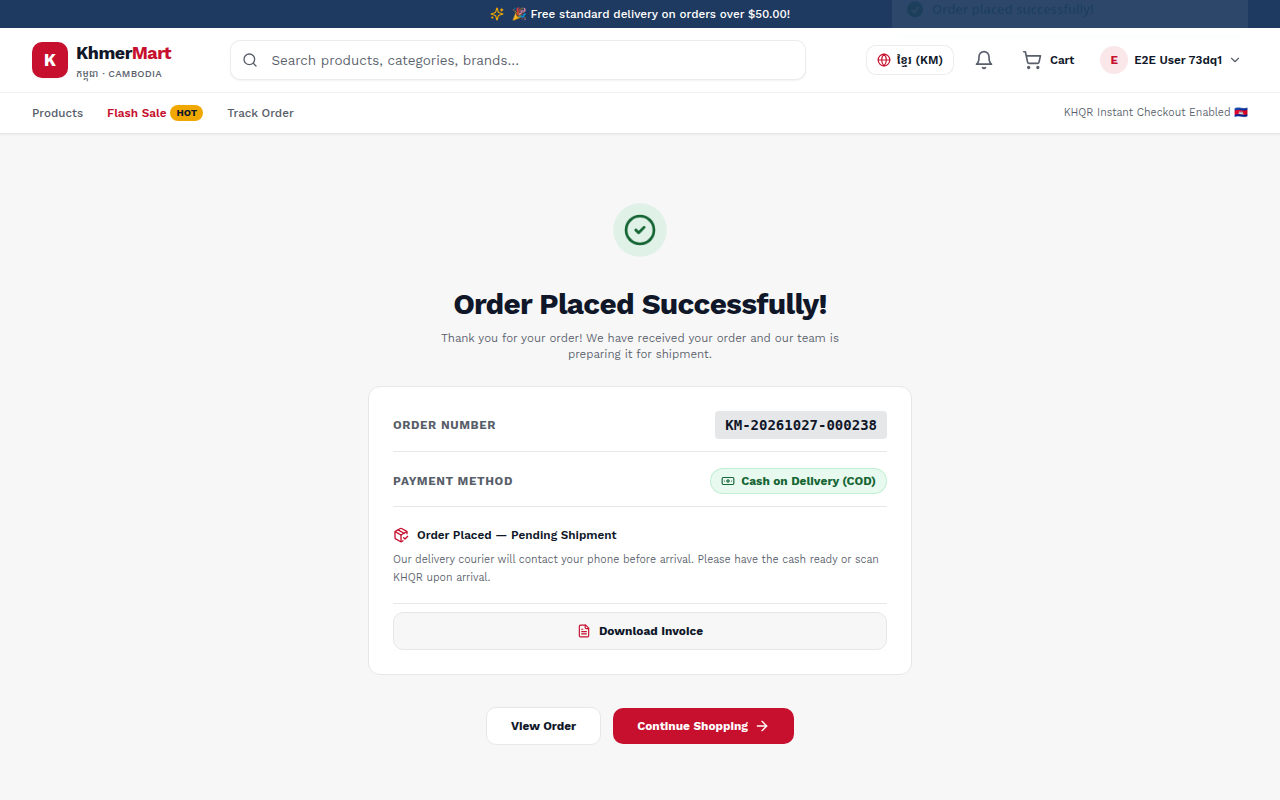 ✨ 🎉 Free standard delivery on orders over $50.00!
Order placed successfully!
K
KhmerMart
កម្ពុជា · CAMBODIA
Search products, categories, brands...
ខ្មែរ (KM)
Cart
E
E2E User 73dq1
Products
Flash Sale HOT
Track Order
KHQR Instant Checkout Enabled 🇰🇭
Order Placed Successfully!
Thank you for your order! We have received your order and our team is
preparing it for shipment.
ORDER NUMBER
KM-20261027-000238
PAYMENT METHOD
Cash on Delivery (COD)
Order Placed — Pending Shipment
Our delivery courier will contact your phone before arrival. Please have the cash ready or scan
KHQR upon arrival.
Download Invoice
View Order
Continue Shopping →